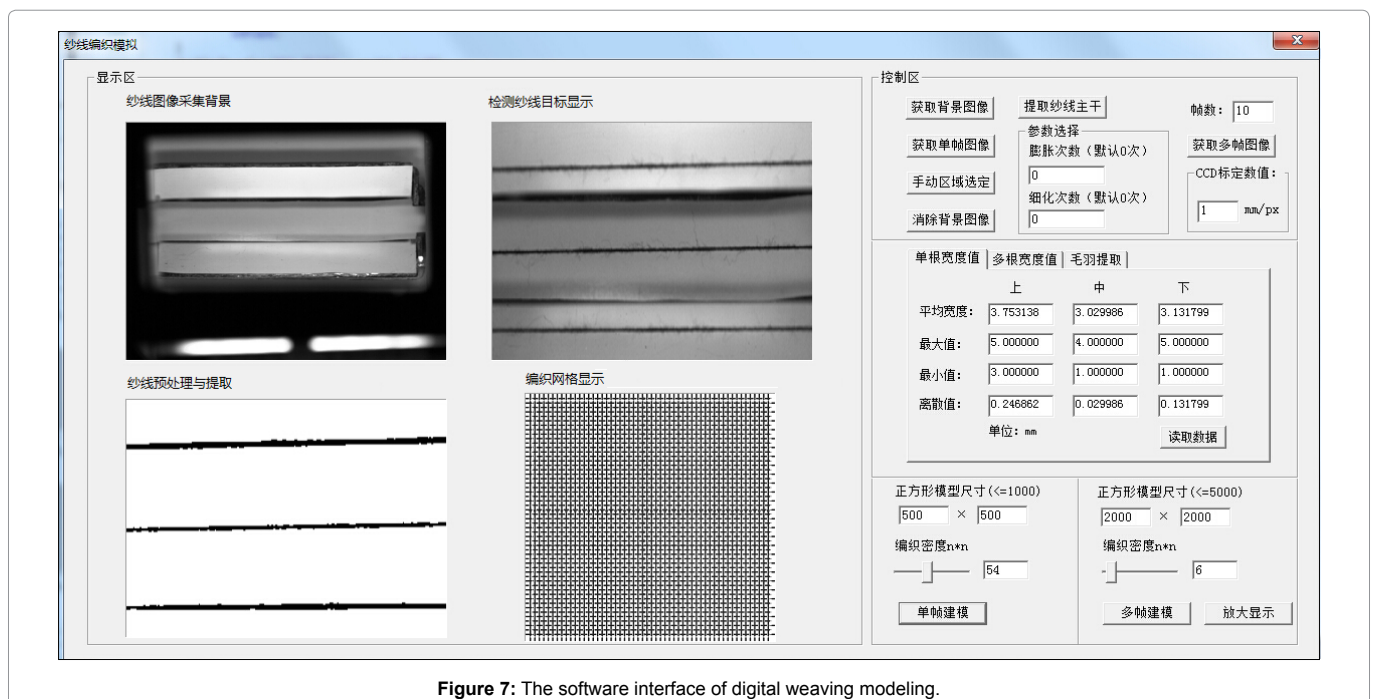 纱线编织模拟
显示区
纱线图像采集背景
检测纱线目标显示
纱线预处理与提取
编织网格显示
控制区
获取背景图像
提取纱线主干
帧数： 10
获取单帧图像
参数选择
膨胀次数（默认0次）
0
细化次数（默认0次）
0
获取多帧图像
手动区域选定
CCD标定数值：
1 mm/px
消除背景图像
单根宽度值 多根宽度值 毛羽提取
上 中 下
平均宽度： 3.753138 3.029986 3.131799
最大值： 5.000000 4.000000 5.000000
最小值： 3.000000 1.000000 1.000000
离散值： 0.246862 0.029986 0.131799
单位：mm
读取数据
正方形模型尺寸(<=1000)
500 × 500
编织密度n*n
54
单帧建模
正方形模型尺寸(<=5000)
2000 × 2000
编织密度n*n
6
多帧建模 放大显示
Figure 7: The software interface of digital weaving modeling.